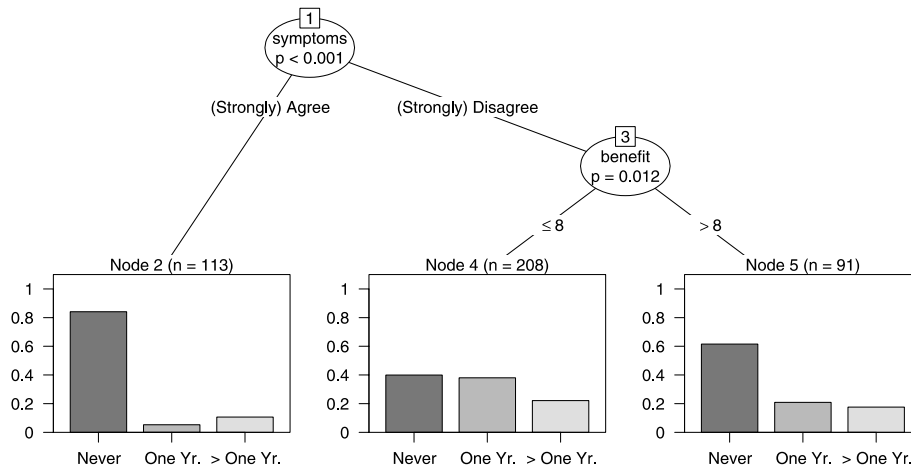 1
symptoms
p < 0.001
(Strongly) Agree
(Strongly) Disagree
3
benefit
p = 0.012
≤ 8
> 8
Node 2 (n = 113)
1
0.8
0.6
0.4
0.2
0
Never One Yr. > One Yr.
Node 4 (n = 208)
1
0.8
0.6
0.4
0.2
0
Never One Yr. > One Yr.
Node 5 (n = 91)
1
0.8
0.6
0.4
0.2
0
Never One Yr. > One Yr.